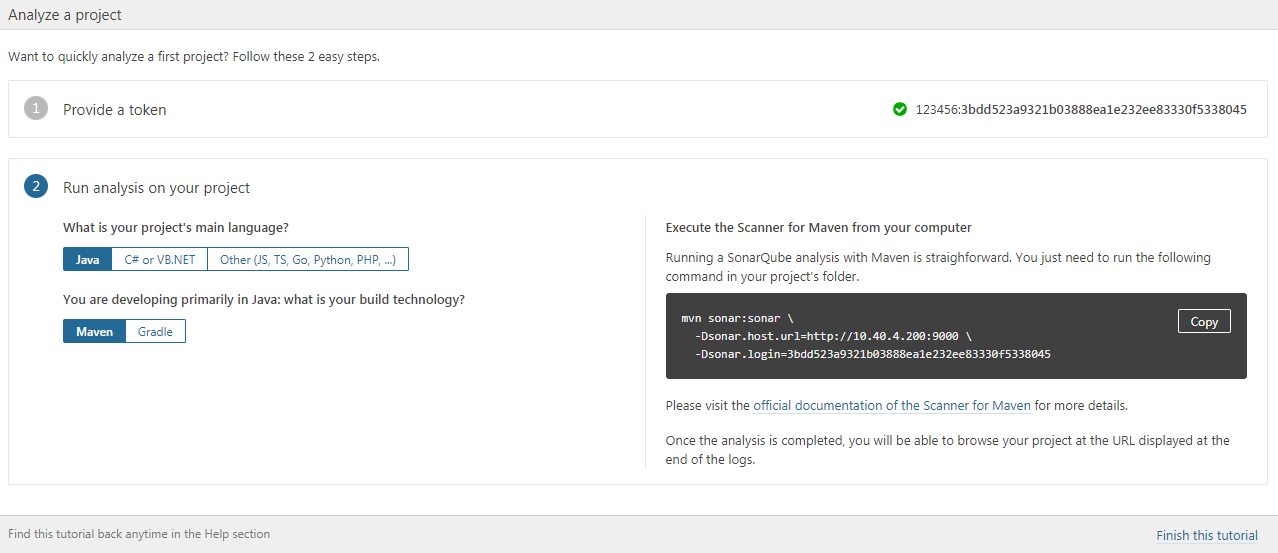 Analyze a project
Want to quickly analyze a first project? Follow these 2 easy steps.
1
Provide a token
123456:3bdd523a9321b03888ea1e232ee83330f5338045
2
Run analysis on your project
What is your project's main language?
Java
C# or VB.NET
Other (JS, TS, Go, Python, PHP, ...)
You are developing primarily in Java: what is your build technology?
Maven
Gradle
Execute the Scanner for Maven from your computer
Running a SonarQube analysis with Maven is straighforward. You just need to run the following
command in your project's folder.
mvn sonar:sonar \
-Dsonar.host.url=http://10.40.4.200:9000 \
-Dsonar.login=3bdd523a9321b03888ea1e232ee83330f5338045
Copy
Please visit the official documentation of the Scanner for Maven for more details.
Once the analysis is completed, you will be able to browse your project at the URL displayed at the
end of the logs.
Find this tutorial back anytime in the Help section
Finish this tutorial